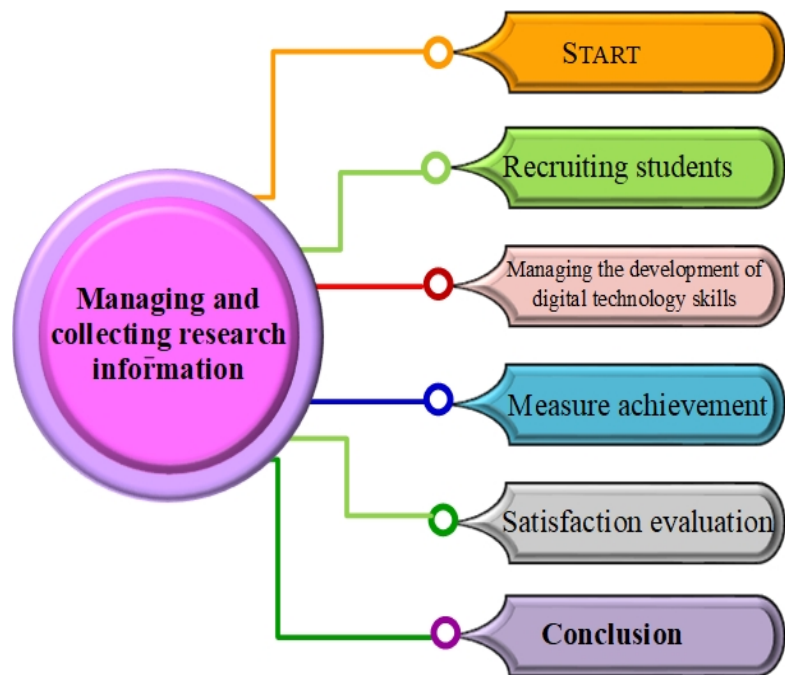 START
Recruiting students
Managing the development of
digital technology skills
Managing and
collecting research
information
Measure achievement
Satisfaction evaluation
Conclusion